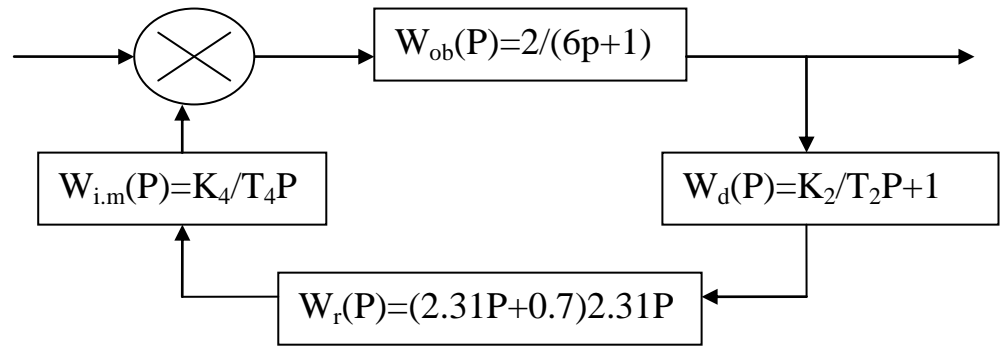 W_ob(P)=2/(6p+1)
W_i.m(P)=K_4/T_4P
W_d(P)=K_2/T_2P+1
W_r(P)=(2.31P+0.7)2.31P